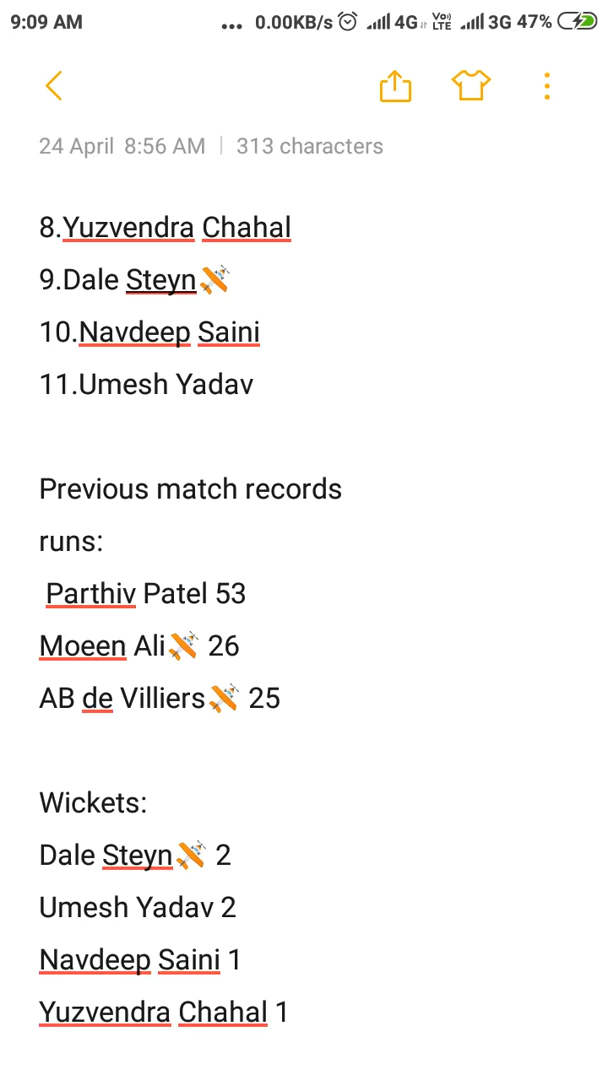 9:09 AM ... 0.00KB/s 4G Vo)) LTE 3G 47%
24 April 8:56 AM | 313 characters
8.Yuzvendra Chahal
9.Dale Steyn🛩
10.Navdeep Saini
11.Umesh Yadav
Previous match records
runs:
Parthiv Patel 53
Moeen Ali🛩 26
AB de Villiers🛩 25
Wickets:
Dale Steyn🛩 2
Umesh Yadav 2
Navdeep Saini 1
Yuzvendra Chahal 1